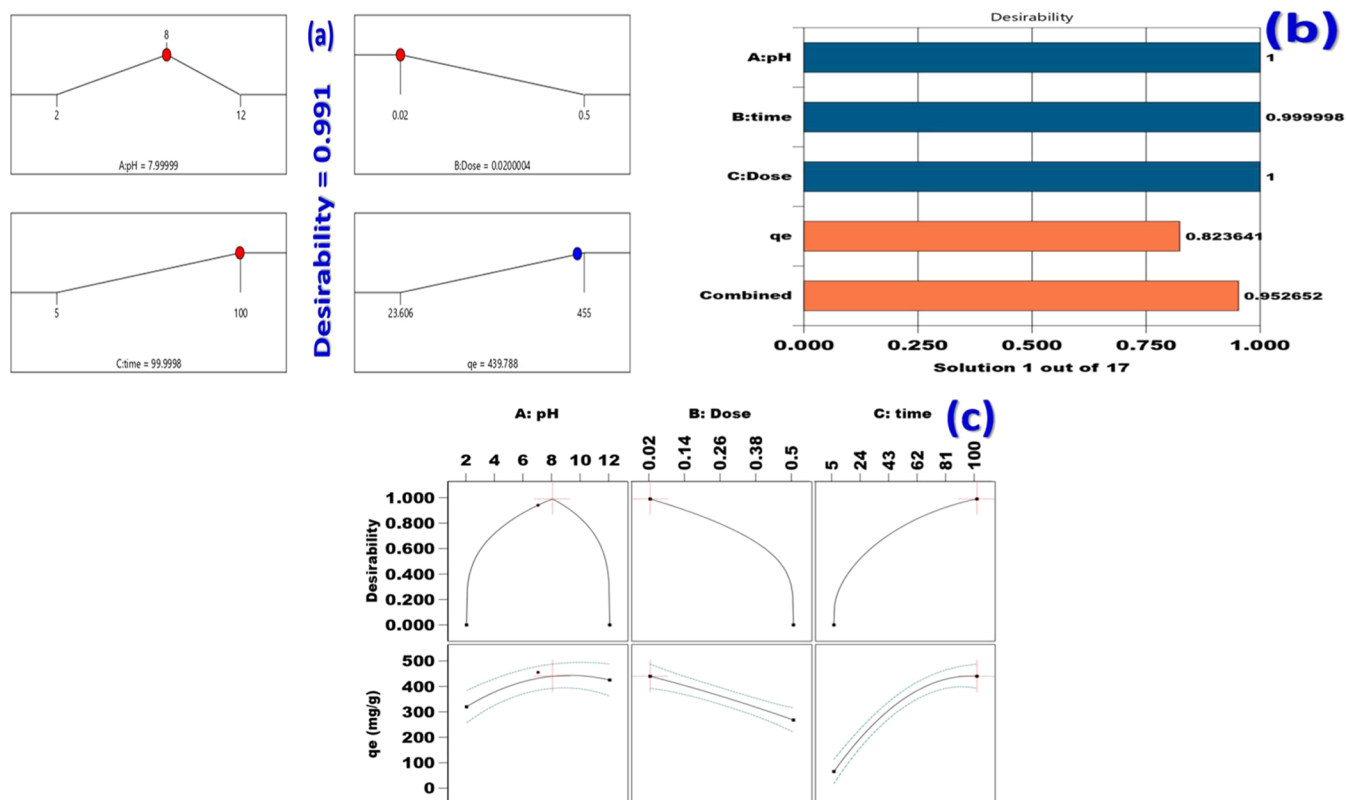 (a)
8
2
12
A:pH = 7.99999
0.02
0.5
B:Dose = 0.0200004
Desirability = 0.991
5
100
C:time = 99.9998
23.606
455
qe = 439.788
(b)
Desirability
A:pH
1
B:time
0.999998
C:Dose
1
qe
0.823641
Combined
0.952652
0.000 0.250 0.500 0.750 1.000
Solution 1 out of 17
(c)
A: pH B: Dose C: time
2 4 6 8 10 12
0.02 0.14 0.26 0.38 0.5
5 24 43 62 81 100
Desirability
1.000
0.800
0.600
0.400
0.200
0.000
qe (mg/g)
500
400
300
200
100
0